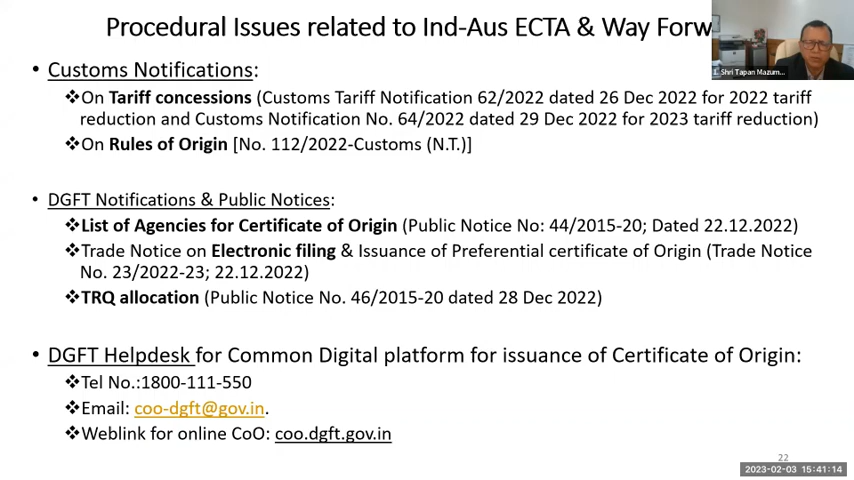 Procedural Issues related to Ind-Aus ECTA & Way Forw
1. Shri Tapan Mazum...
• Customs Notifications:
❖On Tariff concessions (Customs Tariff Notification 62/2022 dated 26 Dec 2022 for 2022 tariff
reduction and Customs Notification No. 64/2022 dated 29 Dec 2022 for 2023 tariff reduction)
❖On Rules of Origin [No. 112/2022-Customs (N.T.)]
• DGFT Notifications & Public Notices:
❖List of Agencies for Certificate of Origin (Public Notice No: 44/2015-20; Dated 22.12.2022)
❖Trade Notice on Electronic filing & Issuance of Preferential certificate of Origin (Trade Notice
No. 23/2022-23; 22.12.2022)
❖TRQ allocation (Public Notice No. 46/2015-20 dated 28 Dec 2022)
• DGFT Helpdesk for Common Digital platform for issuance of Certificate of Origin:
❖Tel No.:1800-111-550
❖Email: coo-dgft@gov.in.
❖Weblink for online CoO: coo.dgft.gov.in
22
2023-02-03 15:41:14